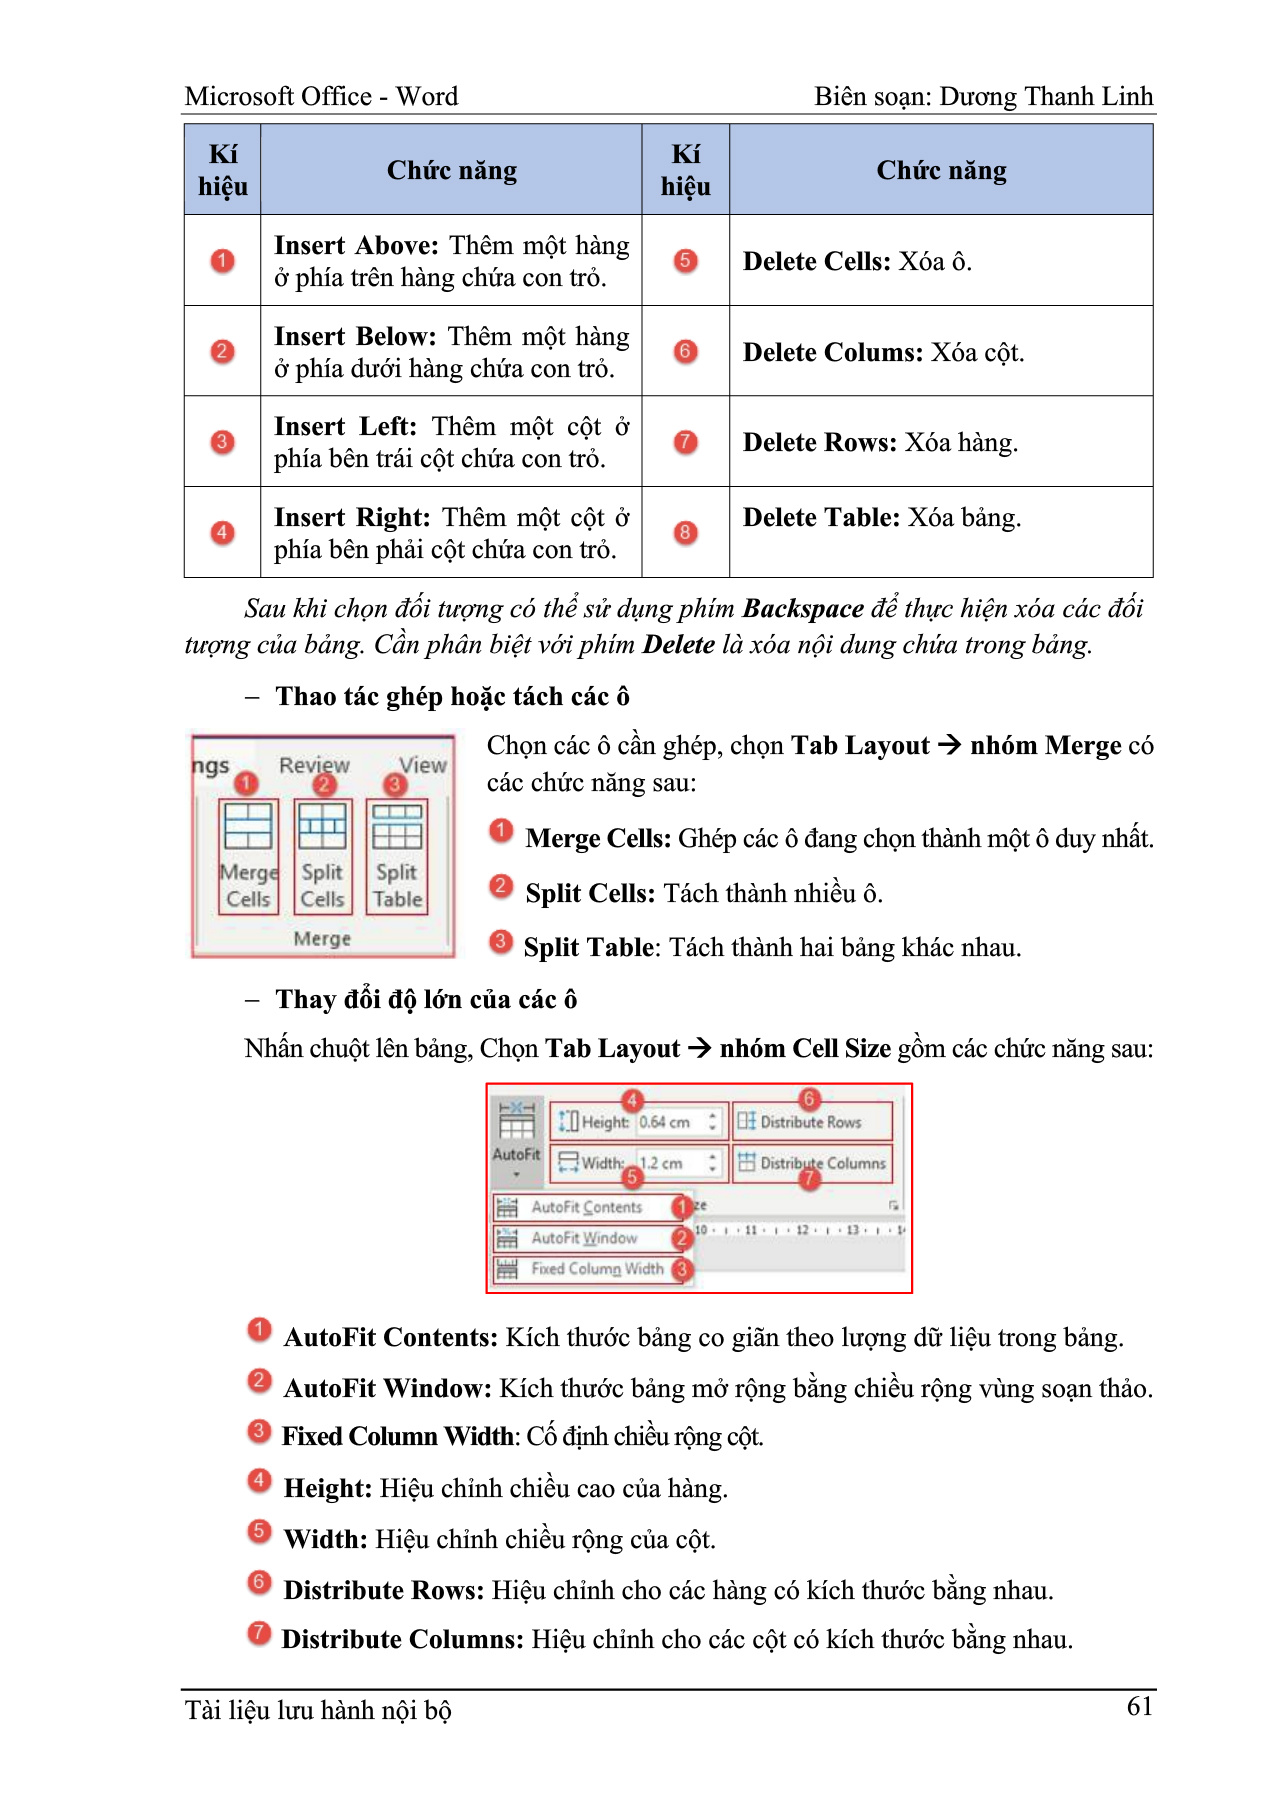 Microsoft Office - Word Biên soạn: Dương Thanh Linh
Kí hiệu Chức năng Kí hiệu Chức năng
1 Insert Above: Thêm một hàng ở phía trên hàng chứa con trỏ. 5 Delete Cells: Xóa ô.
2 Insert Below: Thêm một hàng ở phía dưới hàng chứa con trỏ. 6 Delete Colums: Xóa cột.
3 Insert Left: Thêm một cột ở phía bên trái cột chứa con trỏ. 7 Delete Rows: Xóa hàng.
4 Insert Right: Thêm một cột ở phía bên phải cột chứa con trỏ. 8 Delete Table: Xóa bảng.
Sau khi chọn đối tượng có thể sử dụng phím Backspace để thực hiện xóa các đối
tượng của bảng. Cần phân biệt với phím Delete là xóa nội dung chứa trong bảng.
– Thao tác ghép hoặc tách các ô
ngs Review View
1 2 3
Merge Split Split
Cells Cells Table
Merge
Chọn các ô cần ghép, chọn Tab Layout → nhóm Merge có
các chức năng sau:
1 Merge Cells: Ghép các ô đang chọn thành một ô duy nhất.
2 Split Cells: Tách thành nhiều ô.
3 Split Table: Tách thành hai bảng khác nhau.
– Thay đổi độ lớn của các ô
Nhấn chuột lên bảng, Chọn Tab Layout → nhóm Cell Size gồm các chức năng sau:
4 6
Height: 0.64 cm Distribute Rows
AutoFit Width: 1.2 cm Distribute Columns
5 7
AutoFit Contents 1 ze
AutoFit Window 2 10 11 12 13 14
Fixed Column Width 3
1 AutoFit Contents: Kích thước bảng co giãn theo lượng dữ liệu trong bảng.
2 AutoFit Window: Kích thước bảng mở rộng bằng chiều rộng vùng soạn thảo.
3 Fixed Column Width: Cố định chiều rộng cột.
4 Height: Hiệu chỉnh chiều cao của hàng.
5 Width: Hiệu chỉnh chiều rộng của cột.
6 Distribute Rows: Hiệu chỉnh cho các hàng có kích thước bằng nhau.
7 Distribute Columns: Hiệu chỉnh cho các cột có kích thước bằng nhau.
Tài liệu lưu hành nội bộ 61